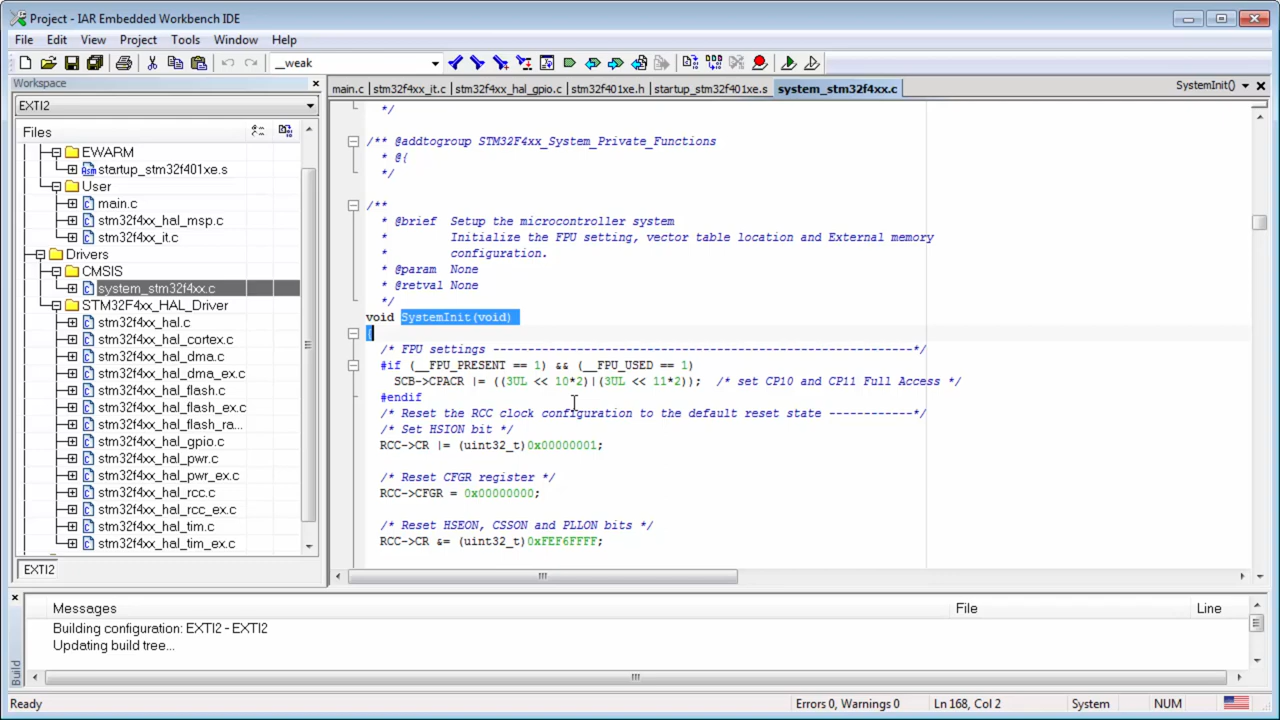 Project - IAR Embedded Workbench IDE
File Edit View Project Tools Window Help
__weak
Workspace
main.c | stm32f4xx_it.c | stm32f4xx_hal_gpio.c | stm32f401xe.h | startup_stm32f401xe.s | system_stm32f4xx.c
SystemInit()
EXTI2
Files
EWARM
startup_stm32f401xe.s
User
main.c
stm32f4xx_hal_msp.c
stm32f4xx_it.c
Drivers
CMSIS
system_stm32f4xx.c
STM32F4xx_HAL_Driver
stm32f4xx_hal.c
stm32f4xx_hal_cortex.c
stm32f4xx_hal_dma.c
stm32f4xx_hal_dma_ex.c
stm32f4xx_hal_flash.c
stm32f4xx_hal_flash_ex.c
stm32f4xx_hal_flash_ra...
stm32f4xx_hal_gpio.c
stm32f4xx_hal_pwr.c
stm32f4xx_hal_pwr_ex.c
stm32f4xx_hal_rcc.c
stm32f4xx_hal_rcc_ex.c
stm32f4xx_hal_tim.c
stm32f4xx_hal_tim_ex.c
EXTI2
*/
/** @addtogroup STM32F4xx_System_Private_Functions
* @{
*/
/**
* @brief Setup the microcontroller system
* Initialize the FPU setting, vector table location and External memory
* configuration.
* @param None
* @retval None
*/
void SystemInit(void)
{
/* FPU settings ------------------------------------------------------------*/
#if (__FPU_PRESENT == 1) && (__FPU_USED == 1)
SCB->CPACR |= ((3UL << 10*2)|(3UL << 11*2)); /* set CP10 and CP11 Full Access */
#endif
/* Reset the RCC clock configuration to the default reset state ------------*/
/* Set HSION bit */
RCC->CR |= (uint32_t)0x00000001;
/* Reset CFGR register */
RCC->CFGR = 0x00000000;
/* Reset HSEON, CSSON and PLLON bits */
RCC->CR &= (uint32_t)0xFEF6FFFF;
Messages File Line
Building configuration: EXTI2 - EXTI2
Updating build tree...
Build
Ready
Errors 0, Warnings 0
Ln 168, Col 2
System
NUM